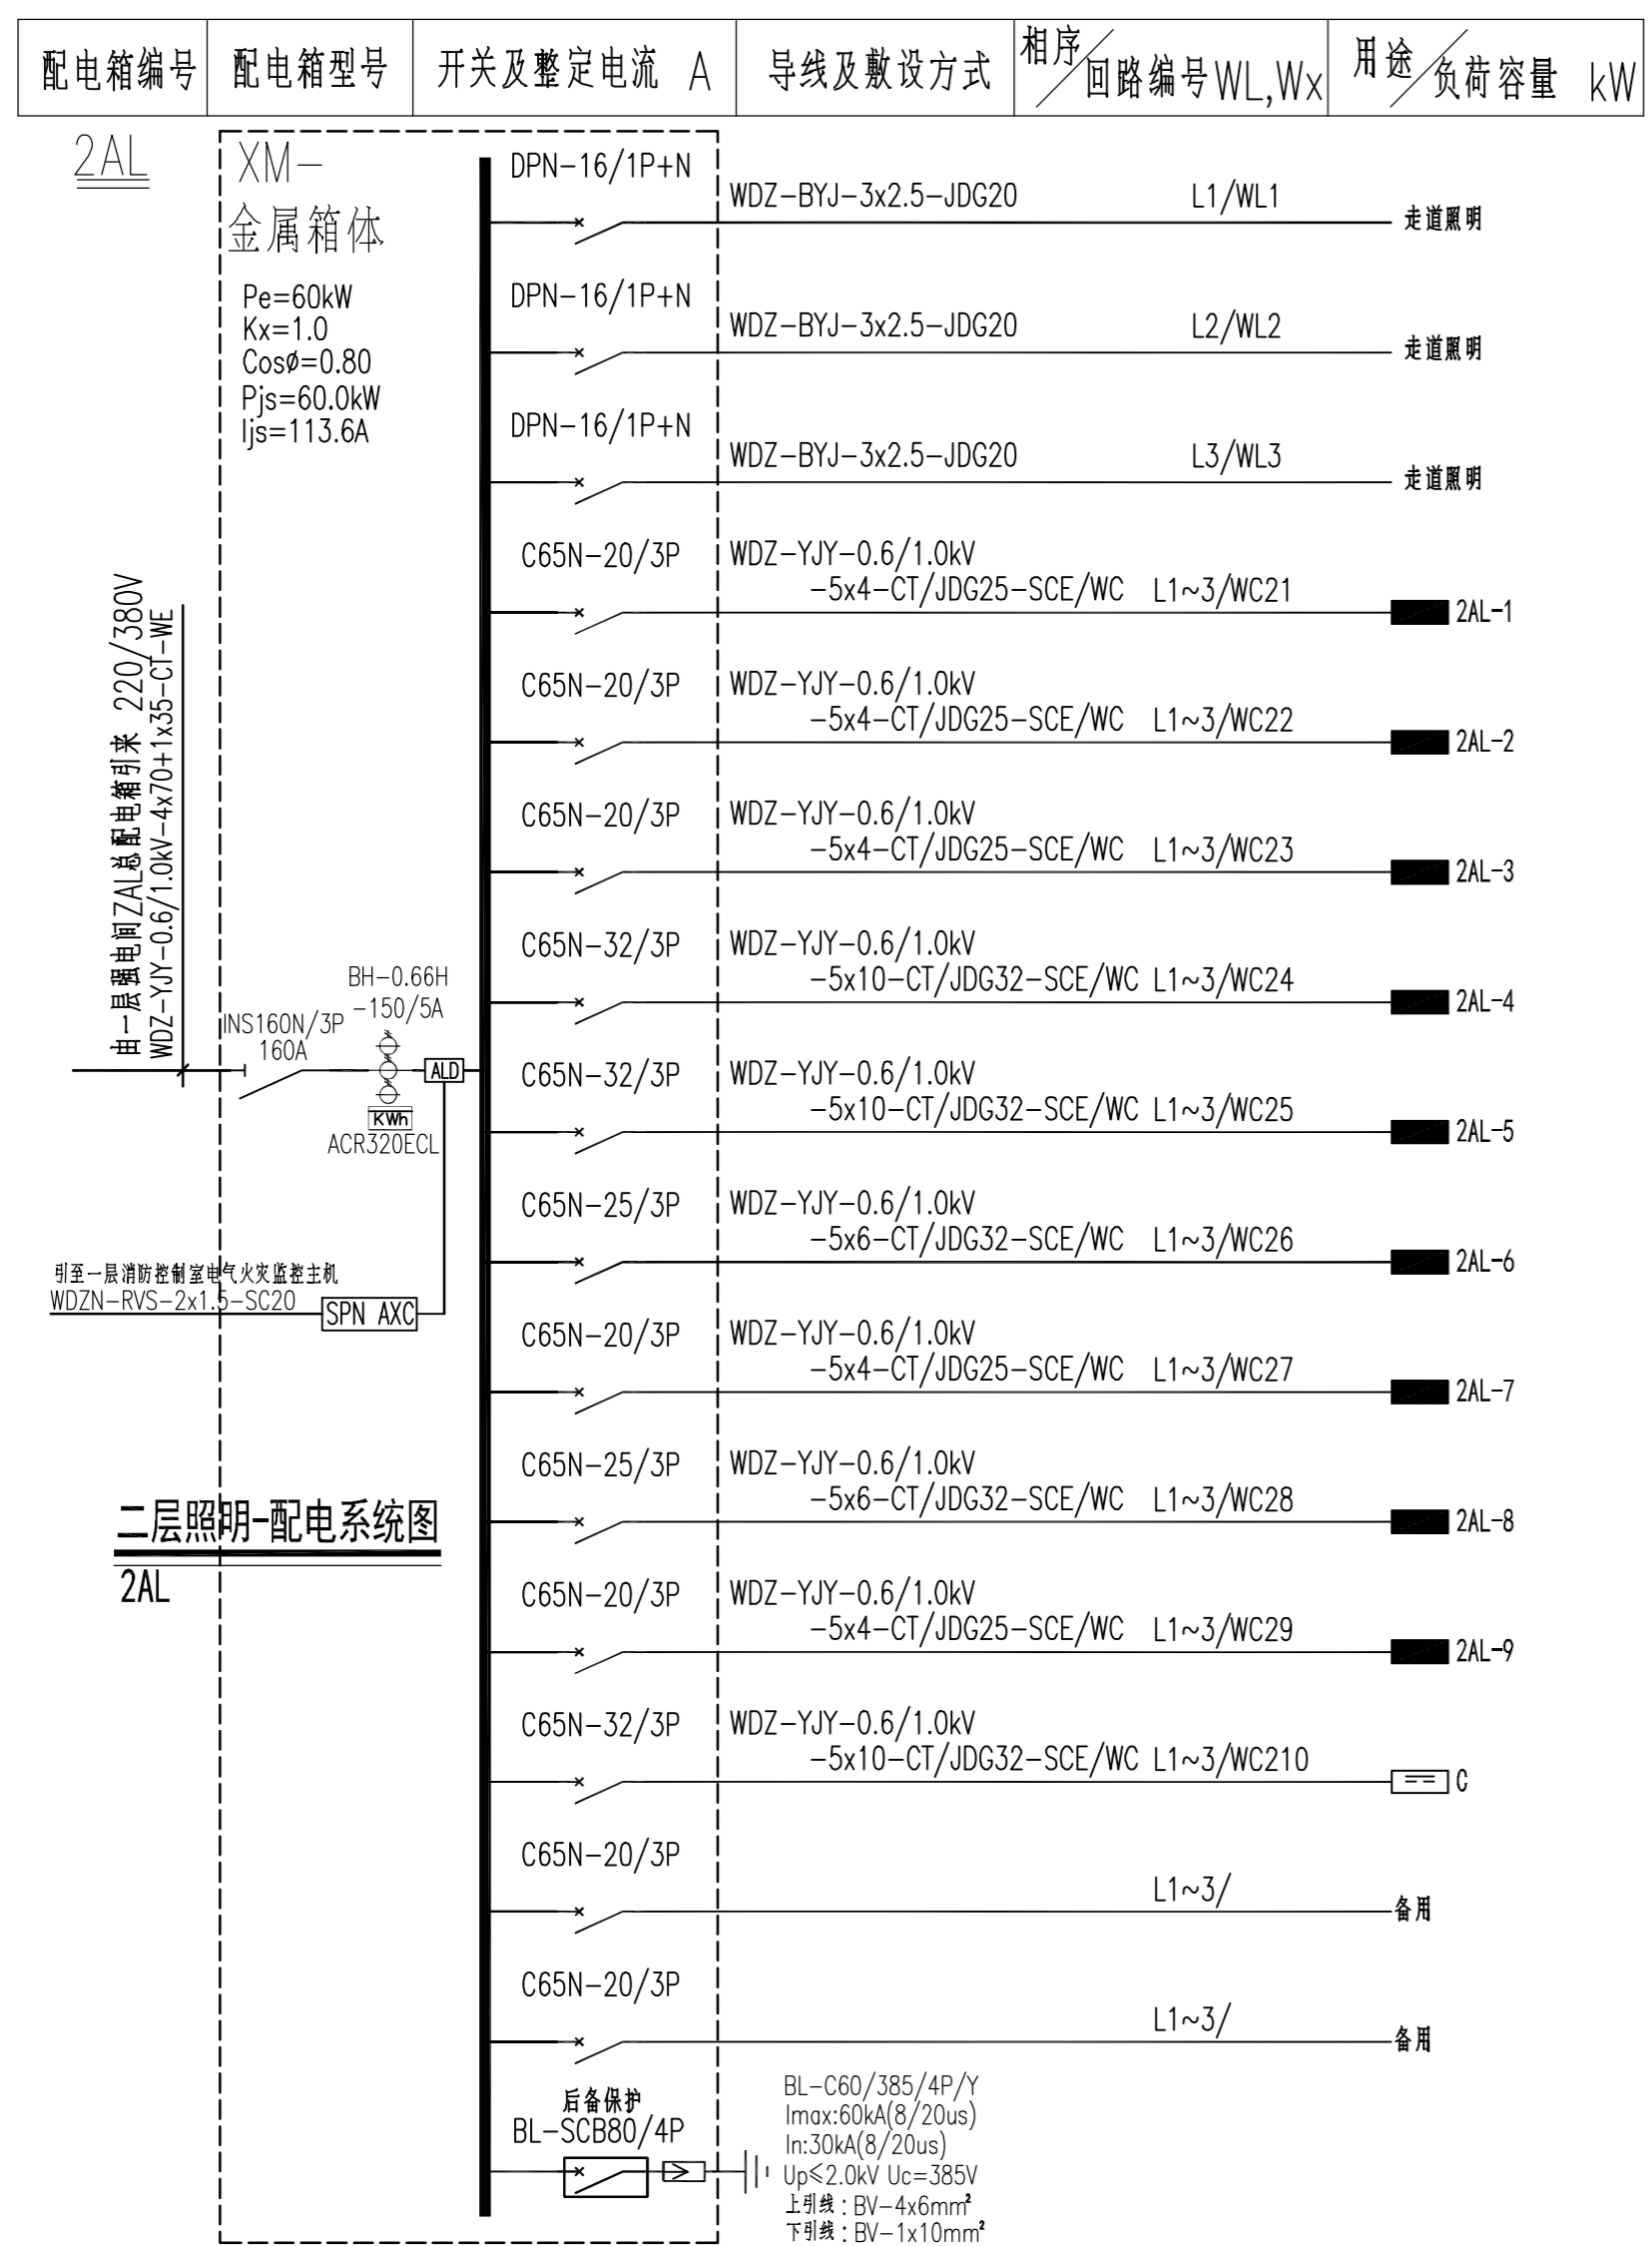 配电箱编号 配电箱型号 开关及整定电流 A 导线及敷设方式 相序/回路编号WL,Wx 用途/负荷容量 kW
2AL
XM-
金属箱体
Pe=60kW
Kx=1.0
Cosø=0.80
Pjs=60.0kW
Ijs=113.6A
由一层强电间ZAL总配电箱引来 220/380V
WDZ-YJY-0.6/1.0kV-4x70+1x35-CT-WE
INS160N/3P
160A
BH-0.66H
-150/5A
KWh
ACR320ECL
ALD
引至一层消防控制室电气火灾监控主机
WDZN-RVS-2x1.5-SC20
SPN AXC
二层照明-配电系统图
2AL
DPN-16/1P+N
WDZ-BYJ-3x2.5-JDG20 L1/WL1
走道照明
DPN-16/1P+N
WDZ-BYJ-3x2.5-JDG20 L2/WL2
走道照明
DPN-16/1P+N
WDZ-BYJ-3x2.5-JDG20 L3/WL3
走道照明
C65N-20/3P WDZ-YJY-0.6/1.0kV
-5x4-CT/JDG25-SCE/WC L1~3/WC21
2AL-1
C65N-20/3P WDZ-YJY-0.6/1.0kV
-5x4-CT/JDG25-SCE/WC L1~3/WC22
2AL-2
C65N-20/3P WDZ-YJY-0.6/1.0kV
-5x4-CT/JDG25-SCE/WC L1~3/WC23
2AL-3
C65N-32/3P WDZ-YJY-0.6/1.0kV
-5x10-CT/JDG32-SCE/WC L1~3/WC24
2AL-4
C65N-32/3P WDZ-YJY-0.6/1.0kV
-5x10-CT/JDG32-SCE/WC L1~3/WC25
2AL-5
C65N-25/3P WDZ-YJY-0.6/1.0kV
-5x6-CT/JDG32-SCE/WC L1~3/WC26
2AL-6
C65N-20/3P WDZ-YJY-0.6/1.0kV
-5x4-CT/JDG25-SCE/WC L1~3/WC27
2AL-7
C65N-25/3P WDZ-YJY-0.6/1.0kV
-5x6-CT/JDG32-SCE/WC L1~3/WC28
2AL-8
C65N-20/3P WDZ-YJY-0.6/1.0kV
-5x4-CT/JDG25-SCE/WC L1~3/WC29
2AL-9
C65N-32/3P WDZ-YJY-0.6/1.0kV
-5x10-CT/JDG32-SCE/WC L1~3/WC210
C
C65N-20/3P
L1~3/
备用
C65N-20/3P
L1~3/
备用
后备保护
BL-SCB80/4P
BL-C60/385/4P/Y
Imax:60kA(8/20us)
In:30kA(8/20us)
Up≤2.0kV Uc=385V
上引线：BV-4x6mm²
下引线：BV-1x10mm²